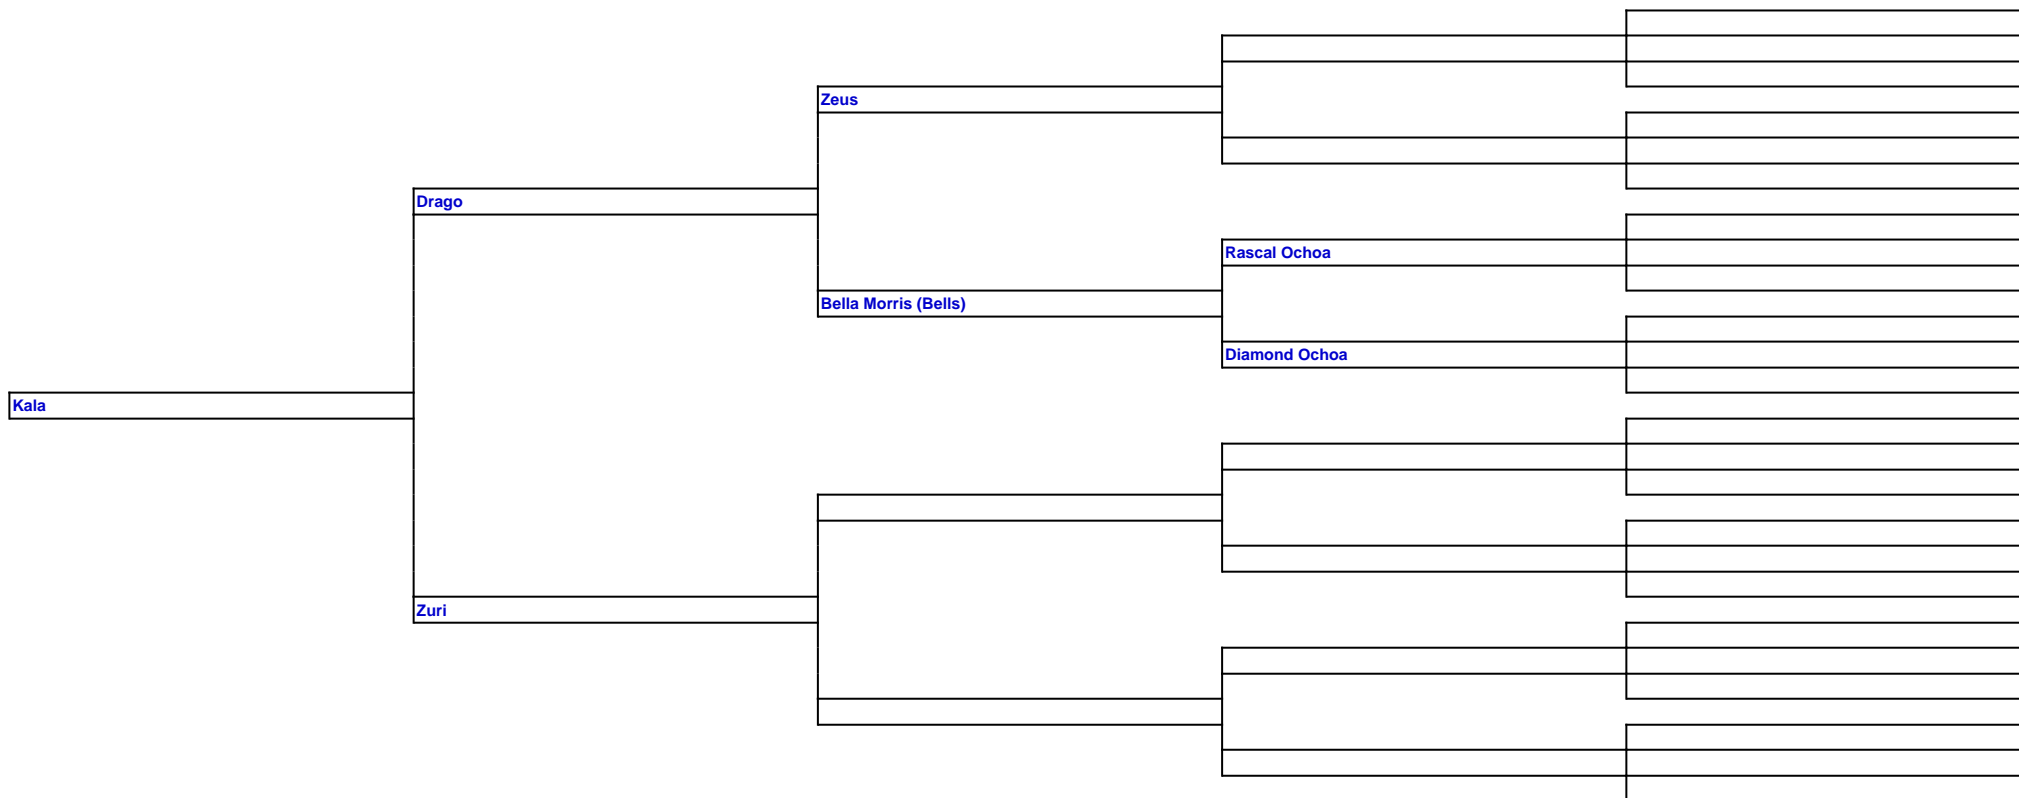 Zeus
Drago
Rascal Ochoa
Bella Morris (Bells)
Diamond Ochoa
Kala
Zuri